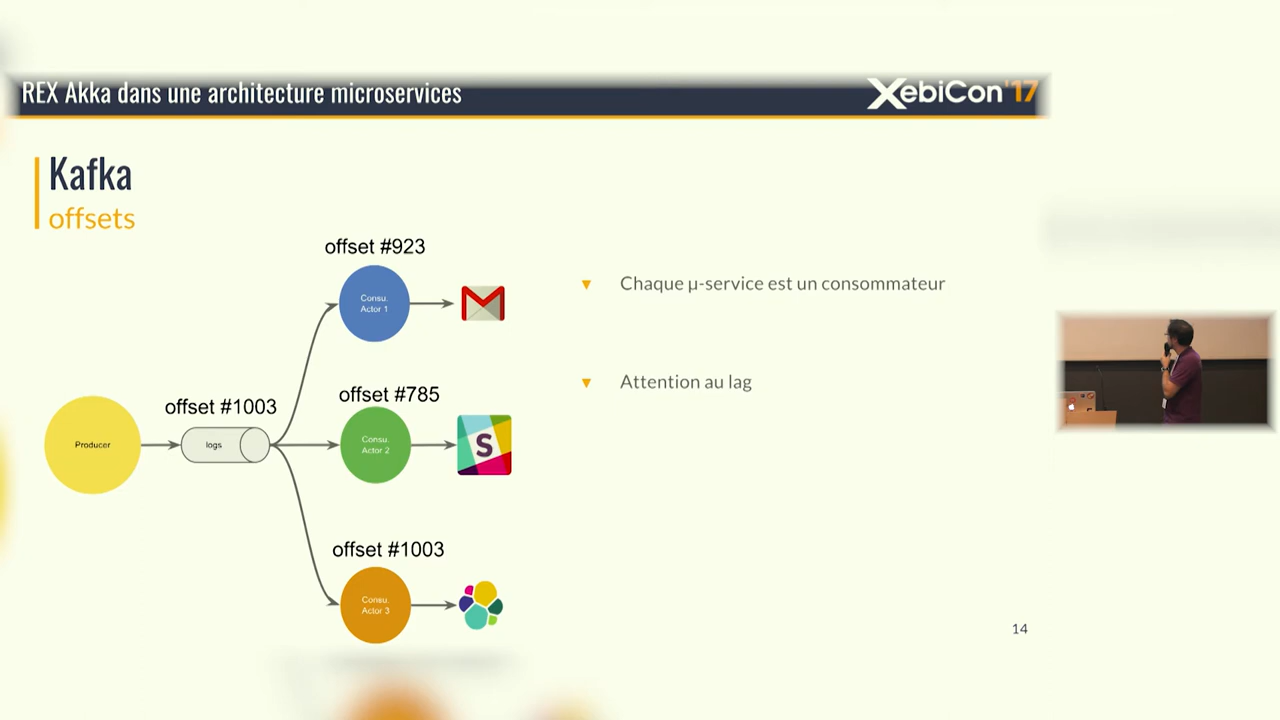 REX Akka dans une architecture microservices
XebiCon'17
Kafka
offsets
offset #923
Consu.
Actor 1
Chaque µ-service est un consommateur
offset #785
Attention au lag
offset #1003
Producer
logs
Consu.
Actor 2
S
offset #1003
Consu.
Actor 3
14